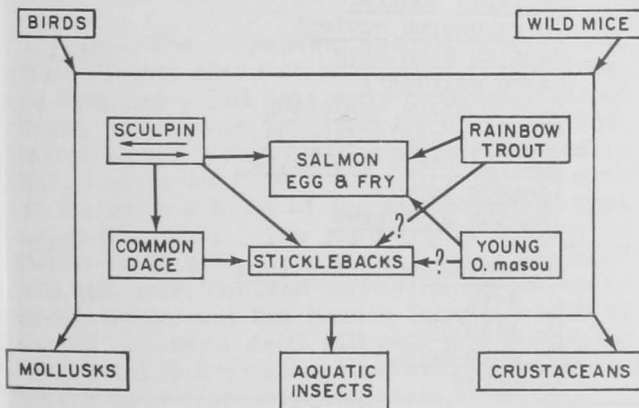 BIRDS
WILD MICE
SCULPIN
SALMON
EGG & FRY
RAINBOW
TROUT
?
COMMON
DACE
STICKLEBACKS
?
YOUNG
O. masou
MOLLUSKS
AQUATIC
INSECTS
CRUSTACEANS